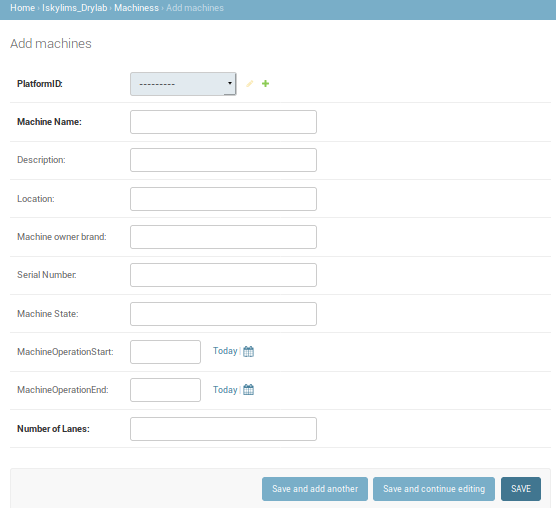 Home › Iskylims_Drylab › Machiness › Add machines
Add machines
PlatformID: ---------
Machine Name:
Description:
Location:
Machine owner brand:
Serial Number:
Machine State:
MachineOperationStart: Today |
MachineOperationEnd: Today |
Number of Lanes:
Save and add another Save and continue editing SAVE